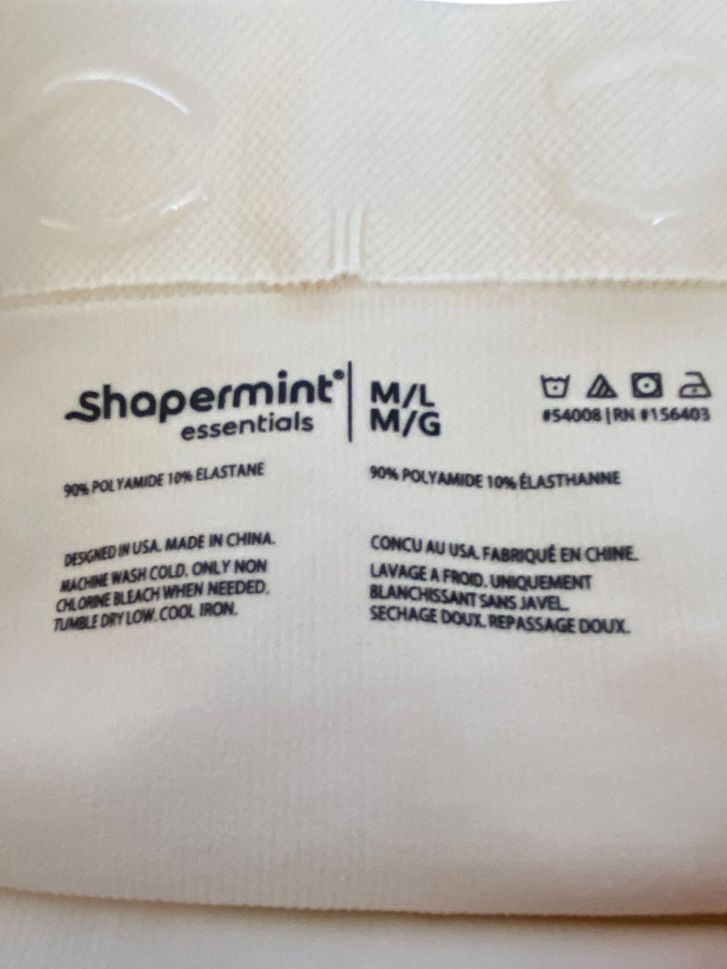 shapermint®
essentials
M/L
M/G
#54008 | RN #156403
90% POLYAMIDE 10% ELASTANE
DESIGNED IN USA. MADE IN CHINA.
MACHINE WASH COLD. ONLY NON
CHLORINE BLEACH WHEN NEEDED.
TUMBLE DRY LOW. COOL IRON.
90% POLYAMIDE 10% ÉLASTHANNE
CONCU AU USA. FABRIQUÉ EN CHINE.
LAVAGE A FROID. UNIQUEMENT
BLANCHISSANT SANS JAVEL.
SECHAGE DOUX. REPASSAGE DOUX.